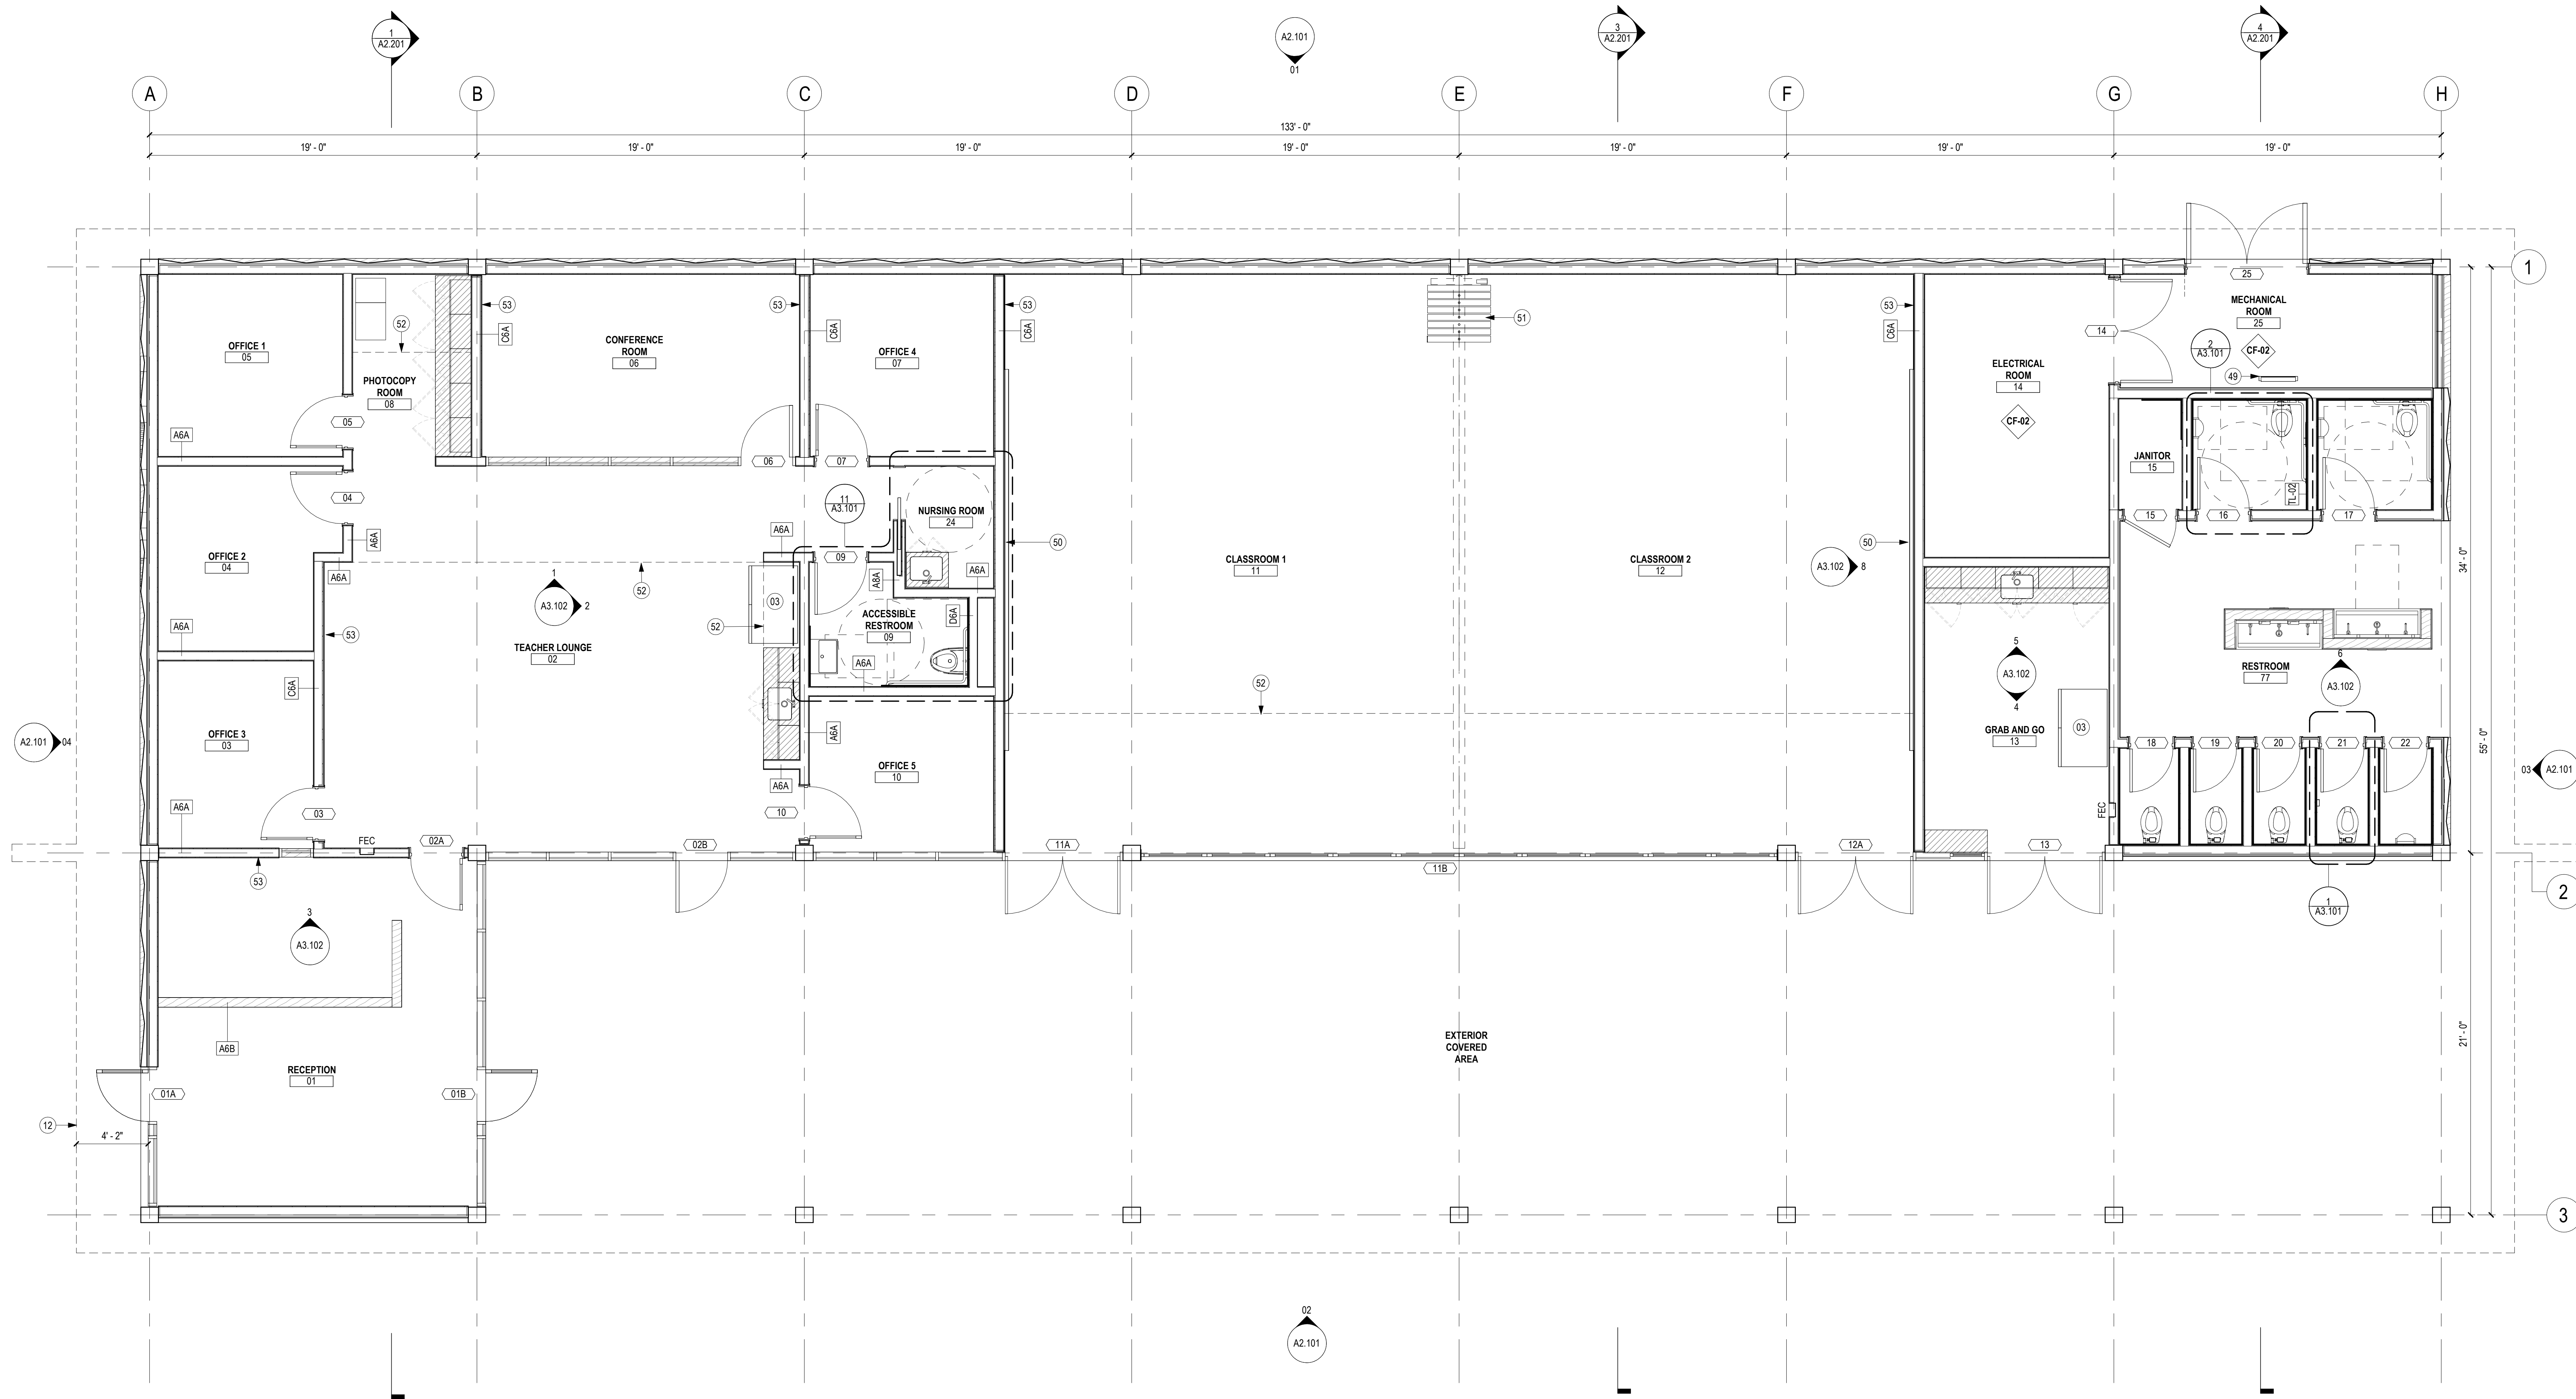 1
A2.201
A2.101
01
3
A2.201
4
A2.201
A
B
C
D
E
F
G
H
133' - 0"
19' - 0"
19' - 0"
19' - 0"
19' - 0"
19' - 0"
19' - 0"
19' - 0"
1
25
OFFICE 1
05
52
PHOTOCOPY
ROOM
08
05
A6A
53
C6A
CONFERENCE
ROOM
06
53
C6A
OFFICE 4
07
53
C6A
51
53
C6A
ELECTRICAL
ROOM
14
CF-02
14
MECHANICAL
ROOM
25
CF-02
2
A3.101
49
06
07
04
A6A
A6A
OFFICE 2
04
A6A
11
A3.101
NURSING ROOM
24
A6A
09
A8A
A6A
D6A
50
JANITOR
15
TL-02
15
16
17
1
A3.102
2
52
03
52
ACCESSIBLE
RESTROOM
09
A6A
CLASSROOM 1
11
CLASSROOM 2
12
50
A3.102
8
34' - 0"
53
TEACHER LOUNGE
02
C6A
OFFICE 3
03
A6A
03
FEC
02A
53
A6A
A6A
OFFICE 5
10
10
02B
52
11A
11B
12A
5
A3.102
4
GRAB AND GO
13
03
FEC
13
RESTROOM
77
6
A3.102
18
19
20
21
22
1
A3.101
55' - 0"
A2.101
04
03
A2.101
2
3
A3.102
A6B
RECEPTION
01
01A
01B
12
4' - 2"
EXTERIOR
COVERED
AREA
21' - 0"
3
02
A2.101